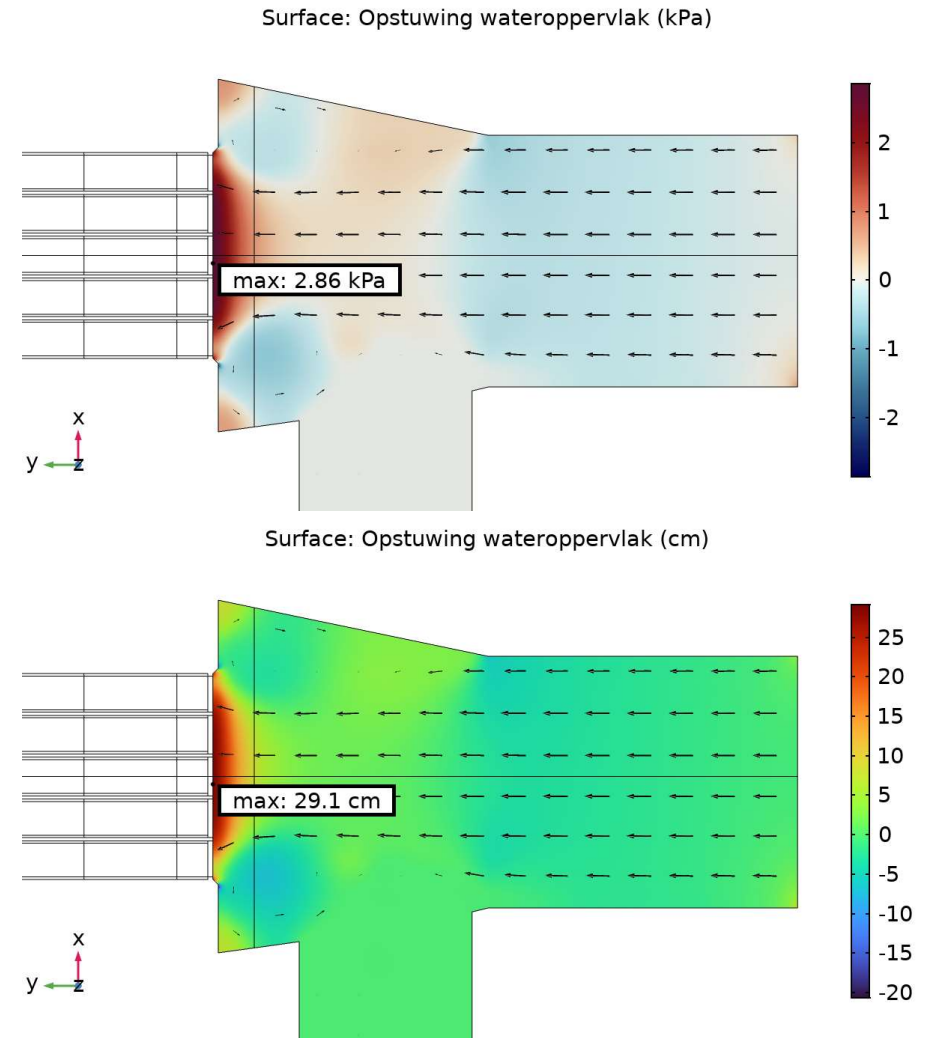 Surface: Opstuwing wateroppervlak (kPa)
2
1
0
-1
-2
max: 2.86 kPa
x
y
z
Surface: Opstuwing wateroppervlak (cm)
25
20
15
10
5
0
-5
-10
-15
-20
max: 29.1 cm
x
y
z